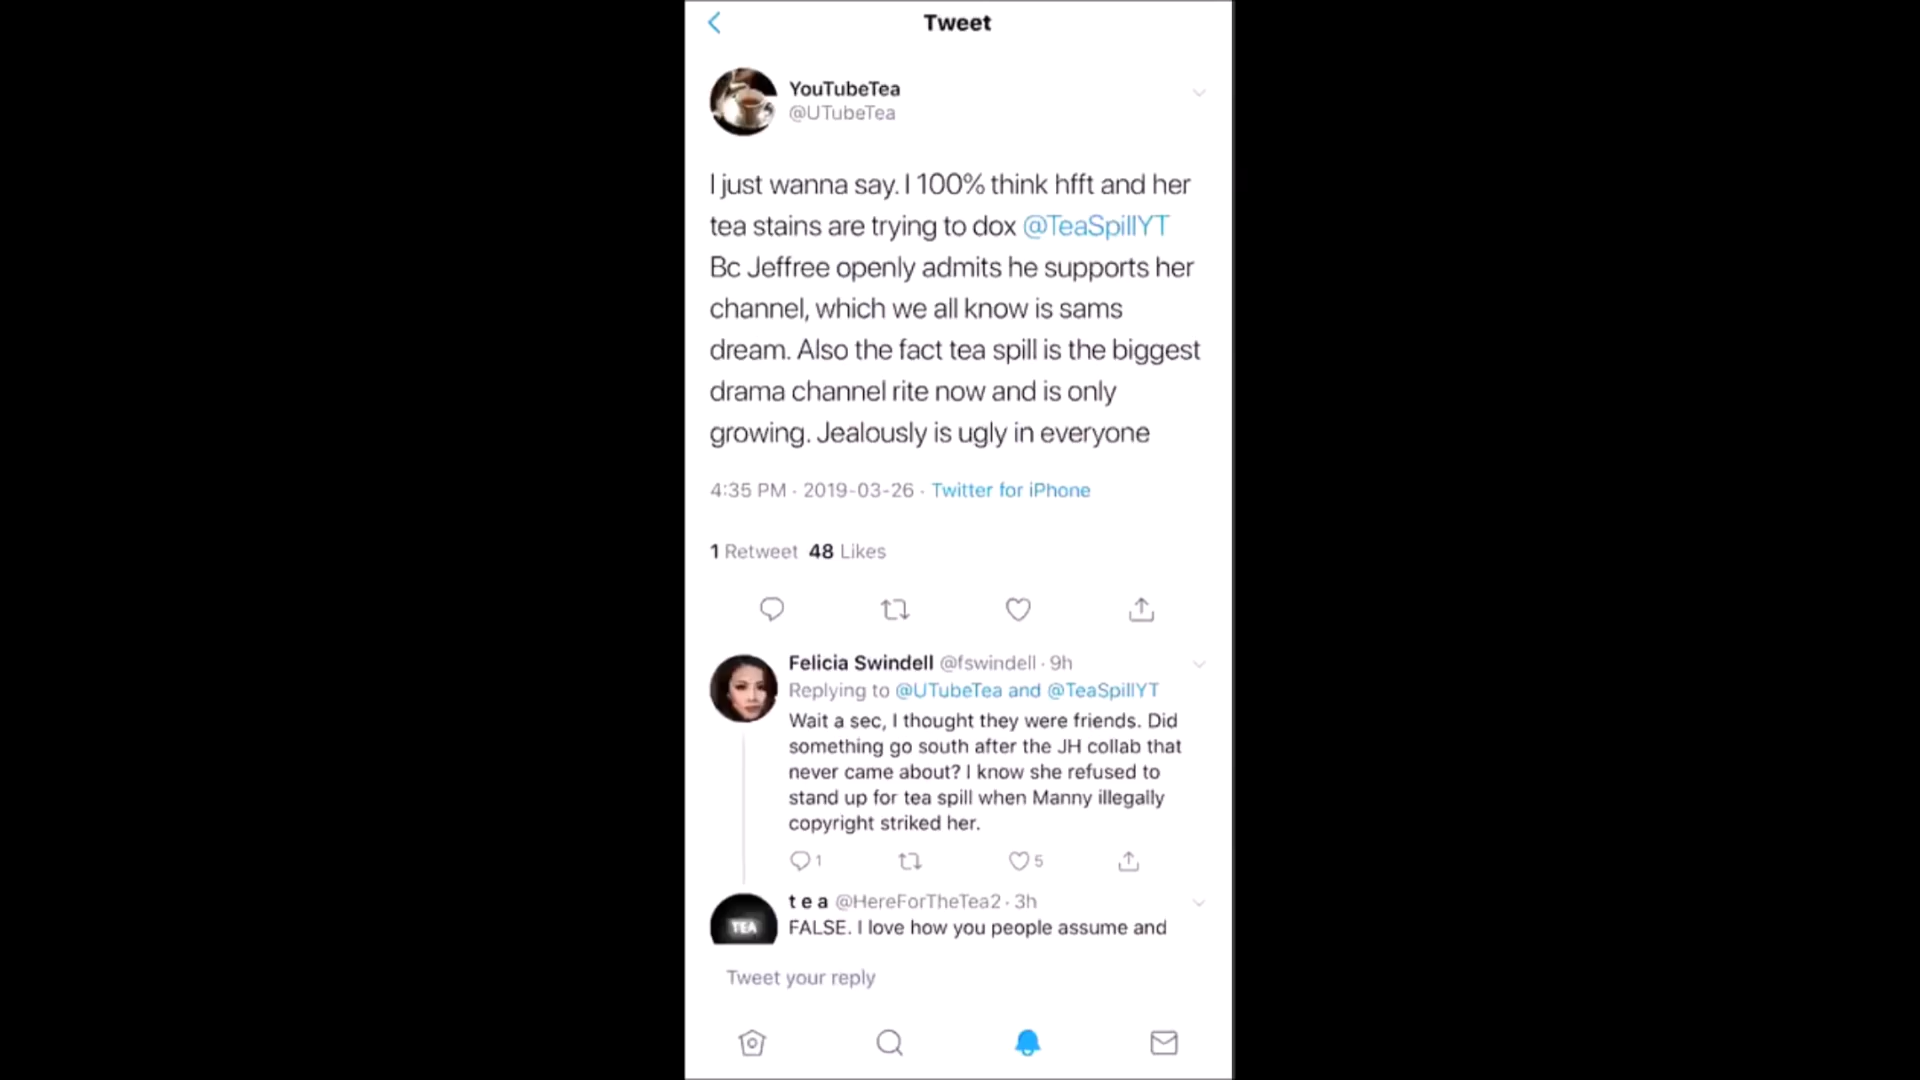 Tweet
YouTubeTea
@UTubeTea
I just wanna say. I 100% think hfft and her
tea stains are trying to dox @TeaSpillYT
Bc Jeffree openly admits he supports her
channel, which we all know is sams
dream. Also the fact tea spill is the biggest
drama channel rite now and is only
growing. Jealously is ugly in everyone
4:35 PM · 2019-03-26 · Twitter for iPhone
1 Retweet 48 Likes
Felicia Swindell @fswindell · 9h
Replying to @UTubeTea and @TeaSpillYT
Wait a sec, I thought they were friends. Did
something go south after the JH collab that
never came about? I know she refused to
stand up for tea spill when Manny illegally
copyright striked her.
1 5
t e a @HereForTheTea2 · 3h
TEA
FALSE. I love how you people assume and
Tweet your reply